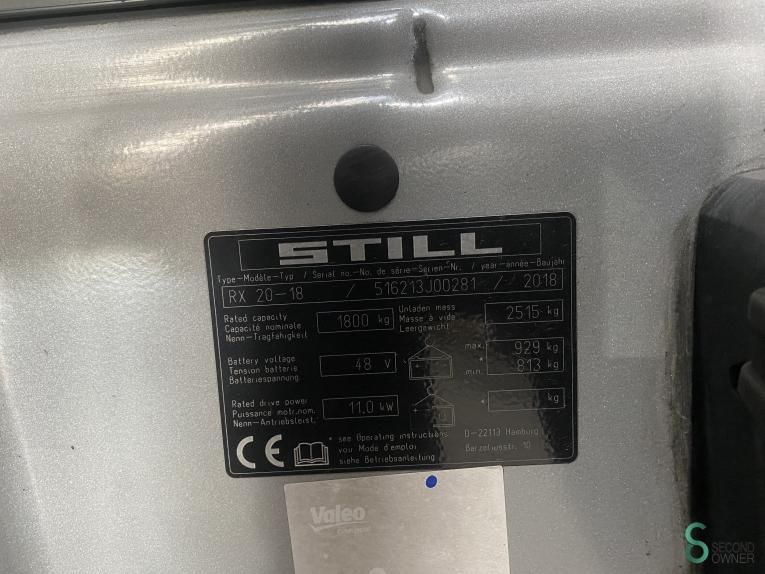 STILL
Type-Modèle-Typ / Serial no.-No. de série-Serien-Nr. / year-année-Baujahr
RX 20-18 / 516213J00281 / 2018
Rated capacity
Capacité nominale
Nenn-Tragfähigkeit
1800 kg
Unladen mass
Masse à vide
Leergewicht
2515 kg
Battery voltage
Tension batterie
Batteriespannung
48 V
max. 929 kg
*
min. 813 kg
Rated drive power
Puissance motr.nom.
Nenn-Antriebsleist.
11.0 kW
* kg
CE
* see Operating instructions
voir Mode d'emploi
siehe Betriebsanleitung
D-22113 Hamburg
Berzeliusstr. 10
Valeo
SECOND
OWNER